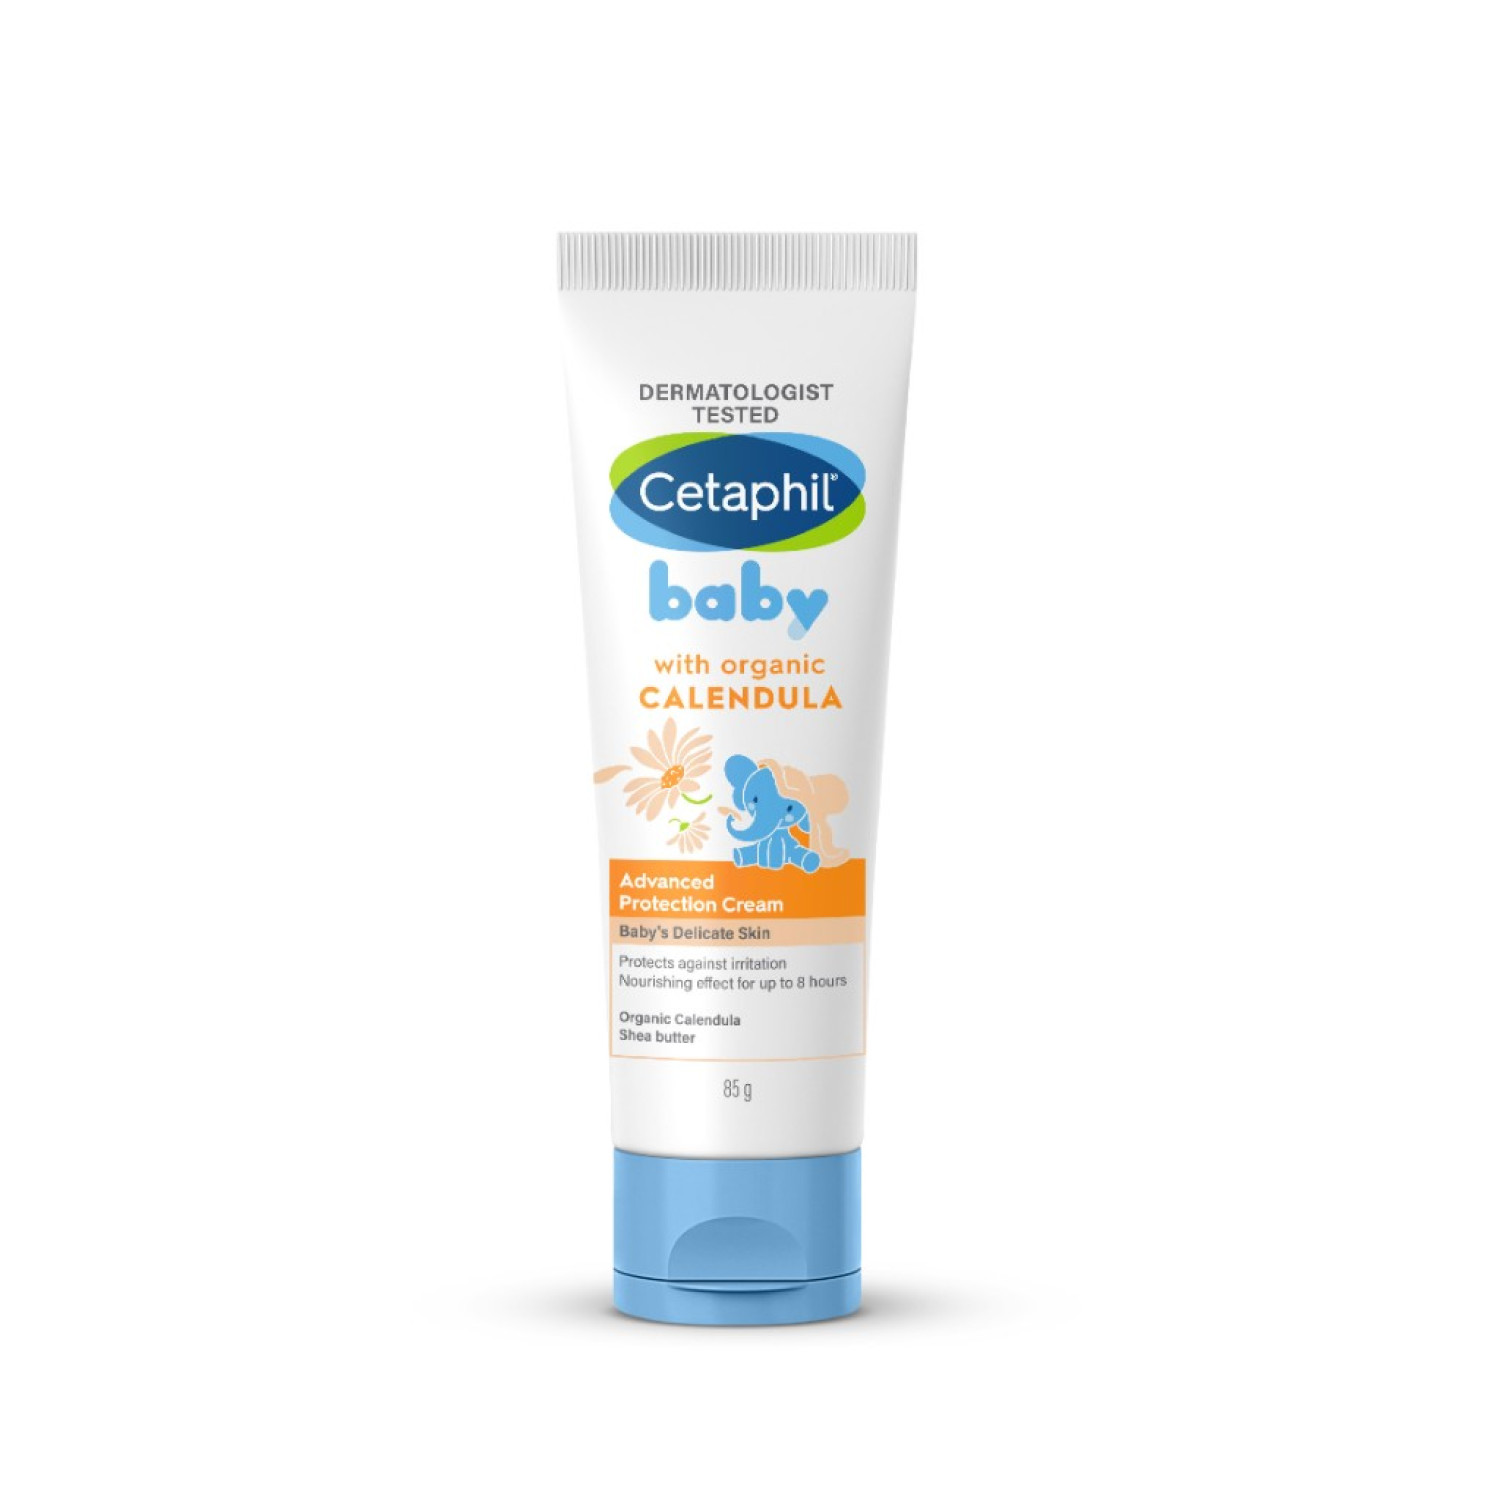 DERMATOLOGIST
TESTED
Cetaphil®
baby
with organic
CALENDULA
Advanced
Protection Cream
Baby's Delicate Skin
Protects against irritation
Nourishing effect for up to 8 hours
Organic Calendula
Shea butter
85 g